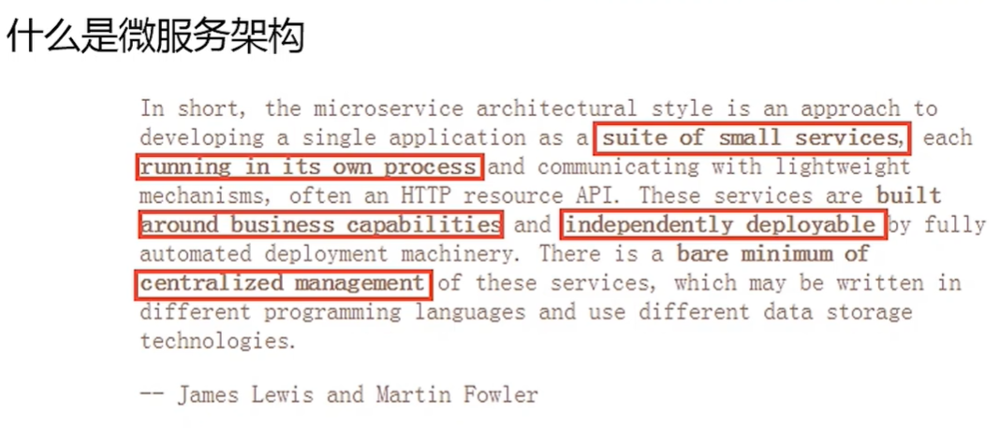 什么是微服务架构
In short, the microservice architectural style is an approach to
developing a single application as a suite of small services, each
running in its own process and communicating with lightweight
mechanisms, often an HTTP resource API. These services are built
around business capabilities and independently deployable by fully
automated deployment machinery. There is a bare minimum of
centralized management of these services, which may be written in
different programming languages and use different data storage
technologies.
-- James Lewis and Martin Fowler